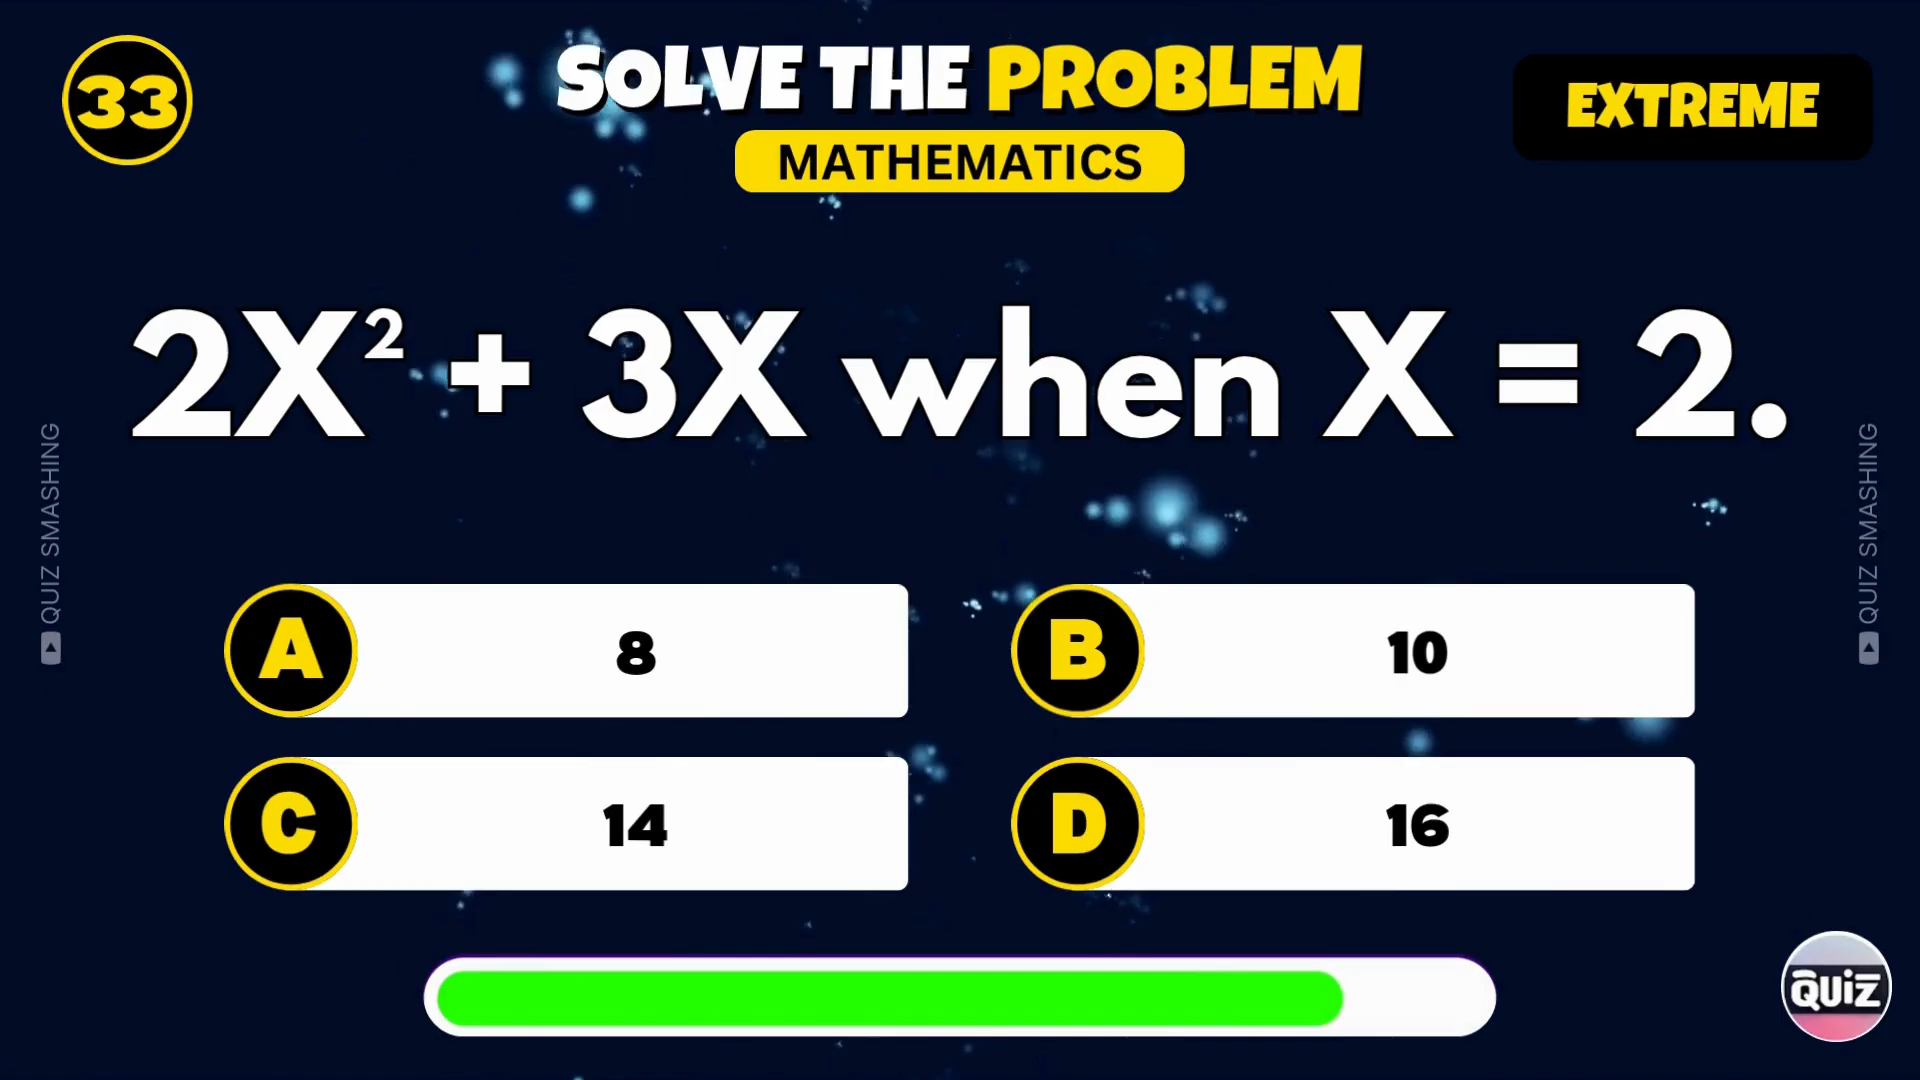 33
SOLVE THE PROBLEM
EXTREME
MATHEMATICS
2X² + 3X when X = 2.
QUIZ SMASHING
QUIZ SMASHING
A 8
B 10
C 14
D 16
QUIZ